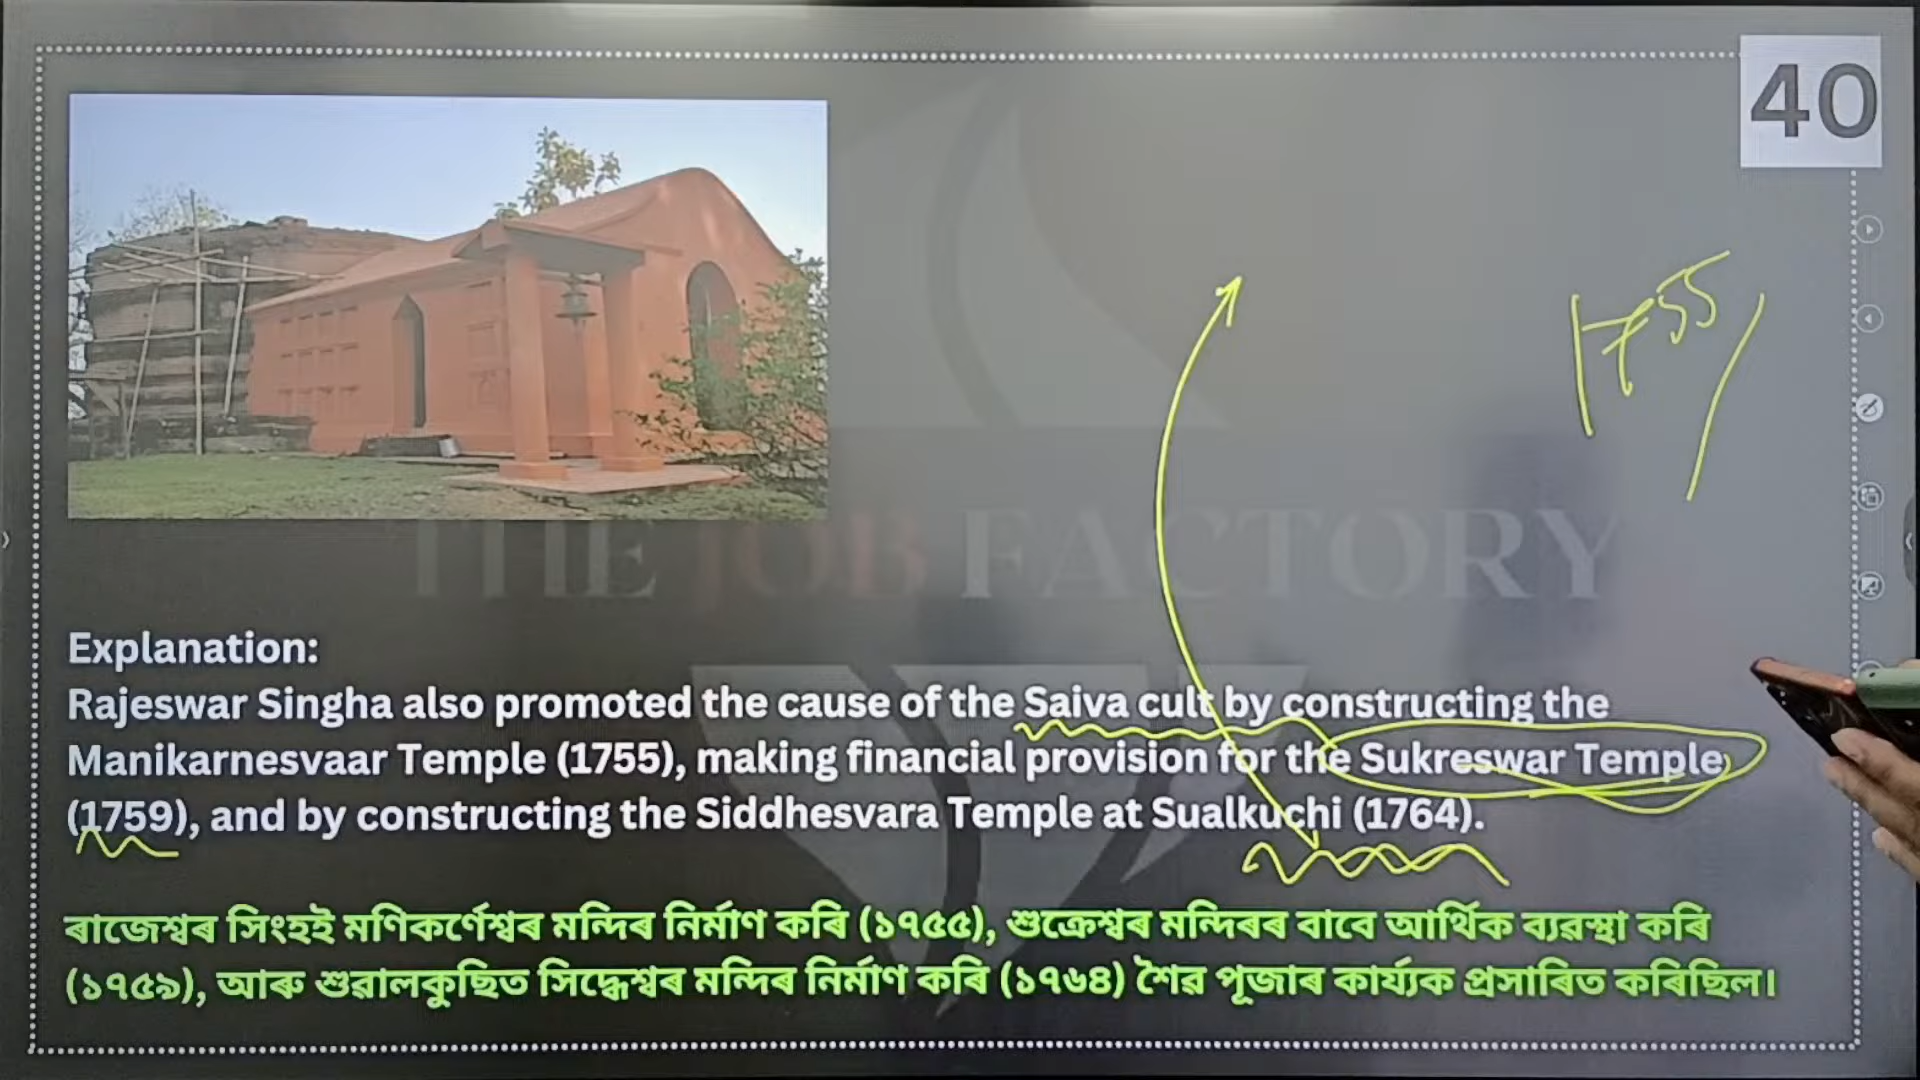 40
1755
THE JOB FACTORY
Explanation:
Rajeswar Singha also promoted the cause of the Saiva cult by constructing the
Manikarnesvaar Temple (1755), making financial provision for the Sukreswar Temple
(1759), and by constructing the Siddhesvara Temple at Sualkuchi (1764).
ৰাজেশ্বৰ সিংহই মণিকৰ্ণেশ্বৰ মন্দিৰ নিৰ্মাণ কৰি (১৭৫৫), শুক্ৰেশ্বৰ মন্দিৰৰ বাবে আৰ্থিক ব্যৱস্থা কৰি
(১৭৫৯), আৰু শুৱালকুছিত সিদ্ধেশ্বৰ মন্দিৰ নিৰ্মাণ কৰি (১৭৬৪) শৈৱ পূজাৰ কাৰ্য্যক প্ৰসাৰিত কৰিছিল।